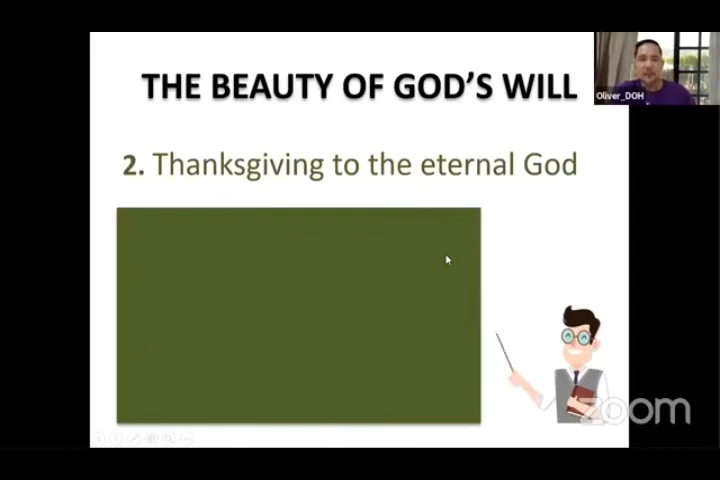 THE BEAUTY OF GOD'S WILL
Oliver_DOH
2. Thanksgiving to the eternal God
zoom